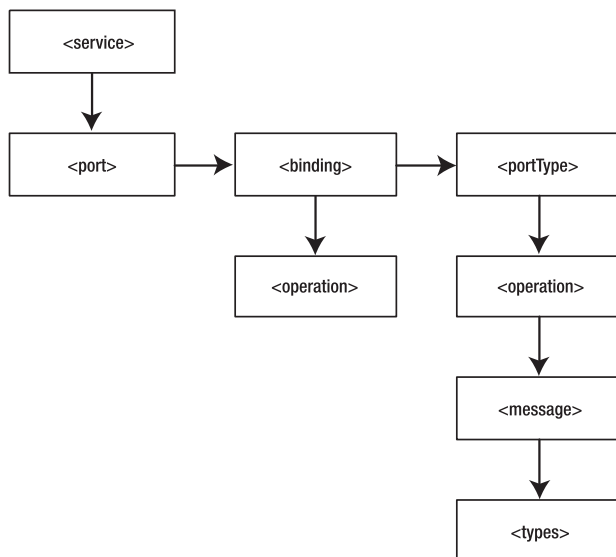 <service>
<port>
<binding>
<portType>
<operation>
<operation>
<message>
<types>